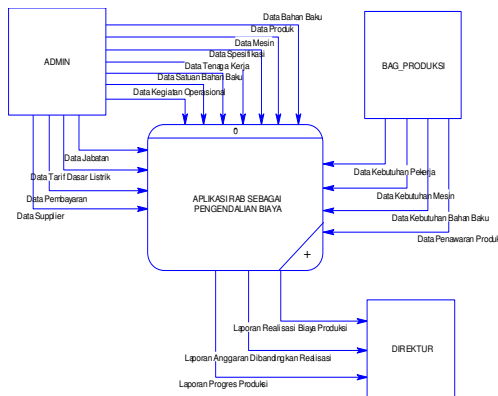 ADMIN
Data Bahan Baku
Data Produk
Data Mesin
Data Spesifikasi
Data Tenaga Kerja
Data Satuan Bahan Baku
Data Kegiatan Operasional
BAG_PRODUKSI
Data Jabatan
Data Tarif Dasar Listrik
Data Pembayaran
Data Supplier
APLIKASI RAB SEBAGAI
PENGENDALIAN BIAYA
+
Data Kebutuhan Pekerja
Data Kebutuhan Mesin
Data Kebutuhan Bahan Baku
Data Penawaran Produk
Laporan Realisasi Biaya Produksi
Laporan Anggaran Dibandingkan Realisasi
Laporan Progres Produksi
DIREKTUR